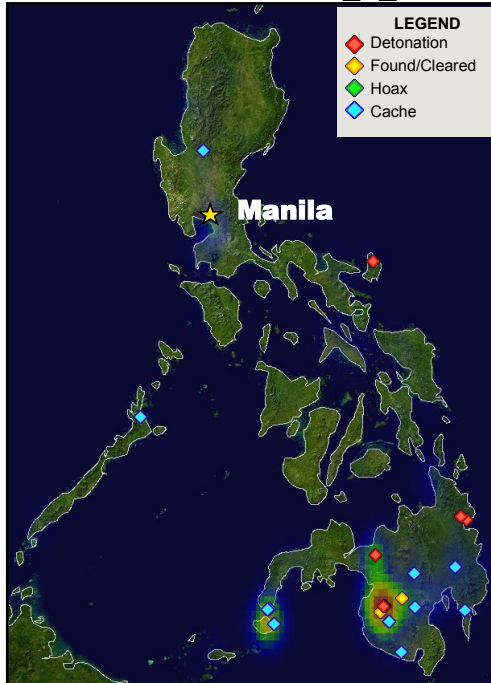 LEGEND
Detonation
Found/Cleared
Hoax
Cache
Manila